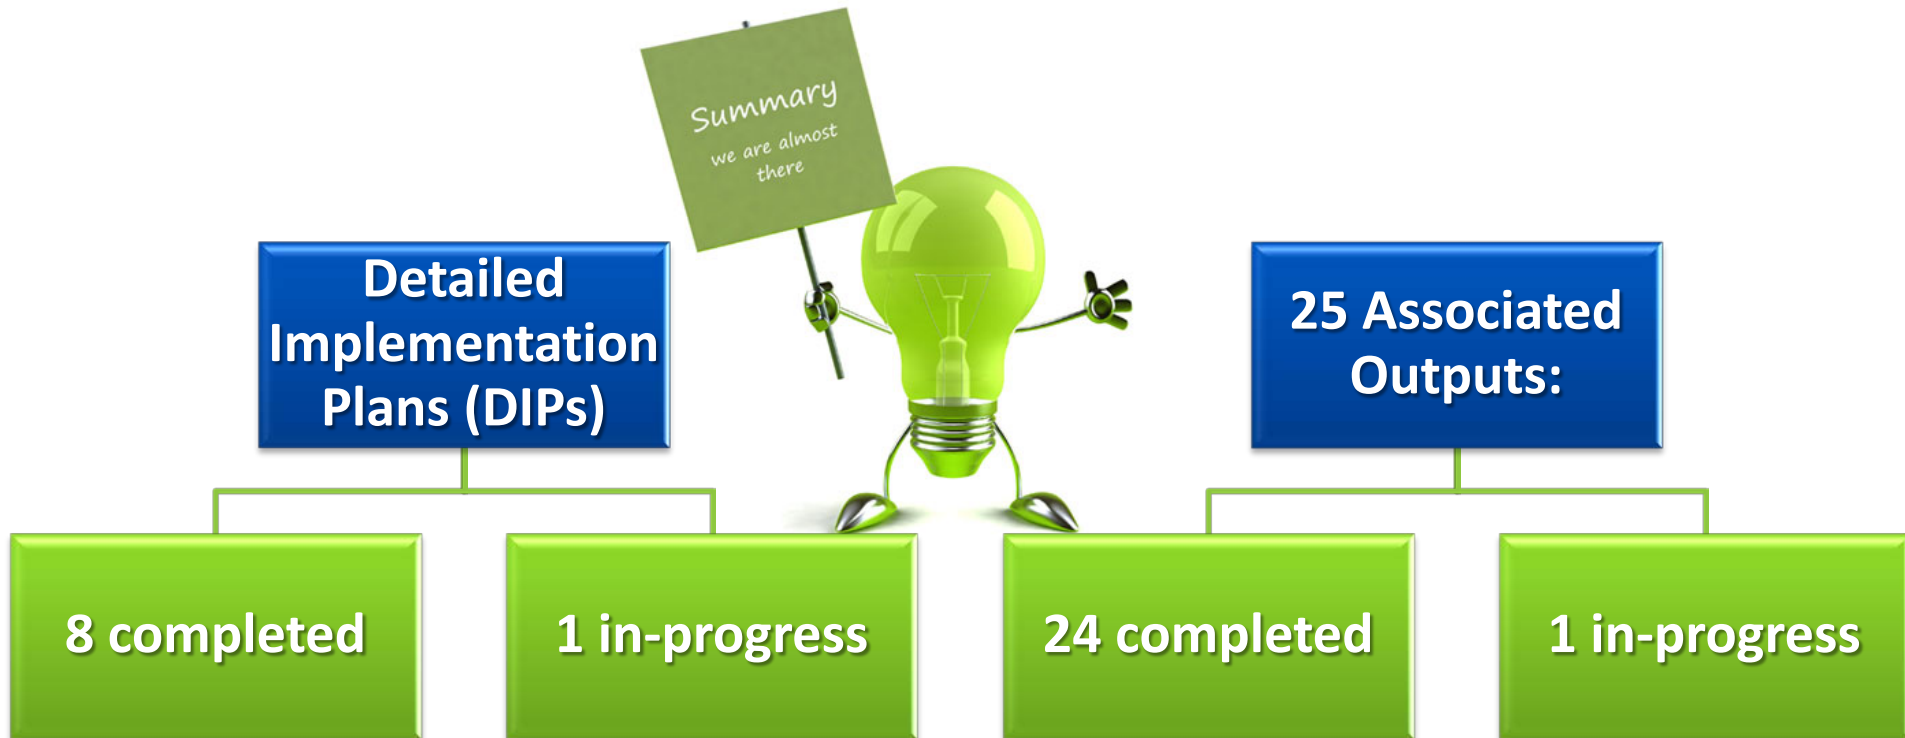 Summary
we are almost
there
Detailed
Implementation
Plans (DIPs)
25 Associated
Outputs:
8 completed
1 in-progress
24 completed
1 in-progress